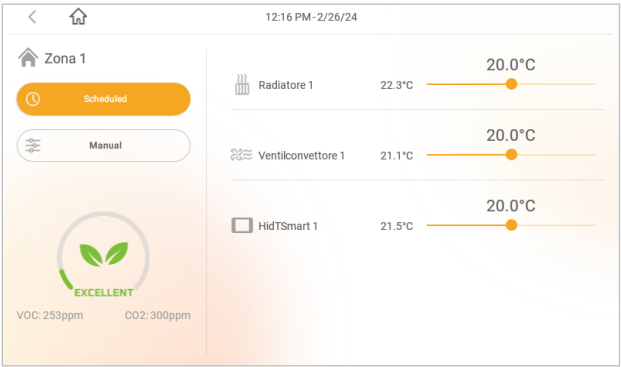 12:16 PM - 2/26/24
Zona 1
Scheduled
Manual
EXCELLENT
VOC: 253ppm CO2: 300ppm
20.0°C
Radiatore 1 22.3°C
20.0°C
Ventilconvettore 1 21.1°C
20.0°C
HidTSmart 1 21.5°C